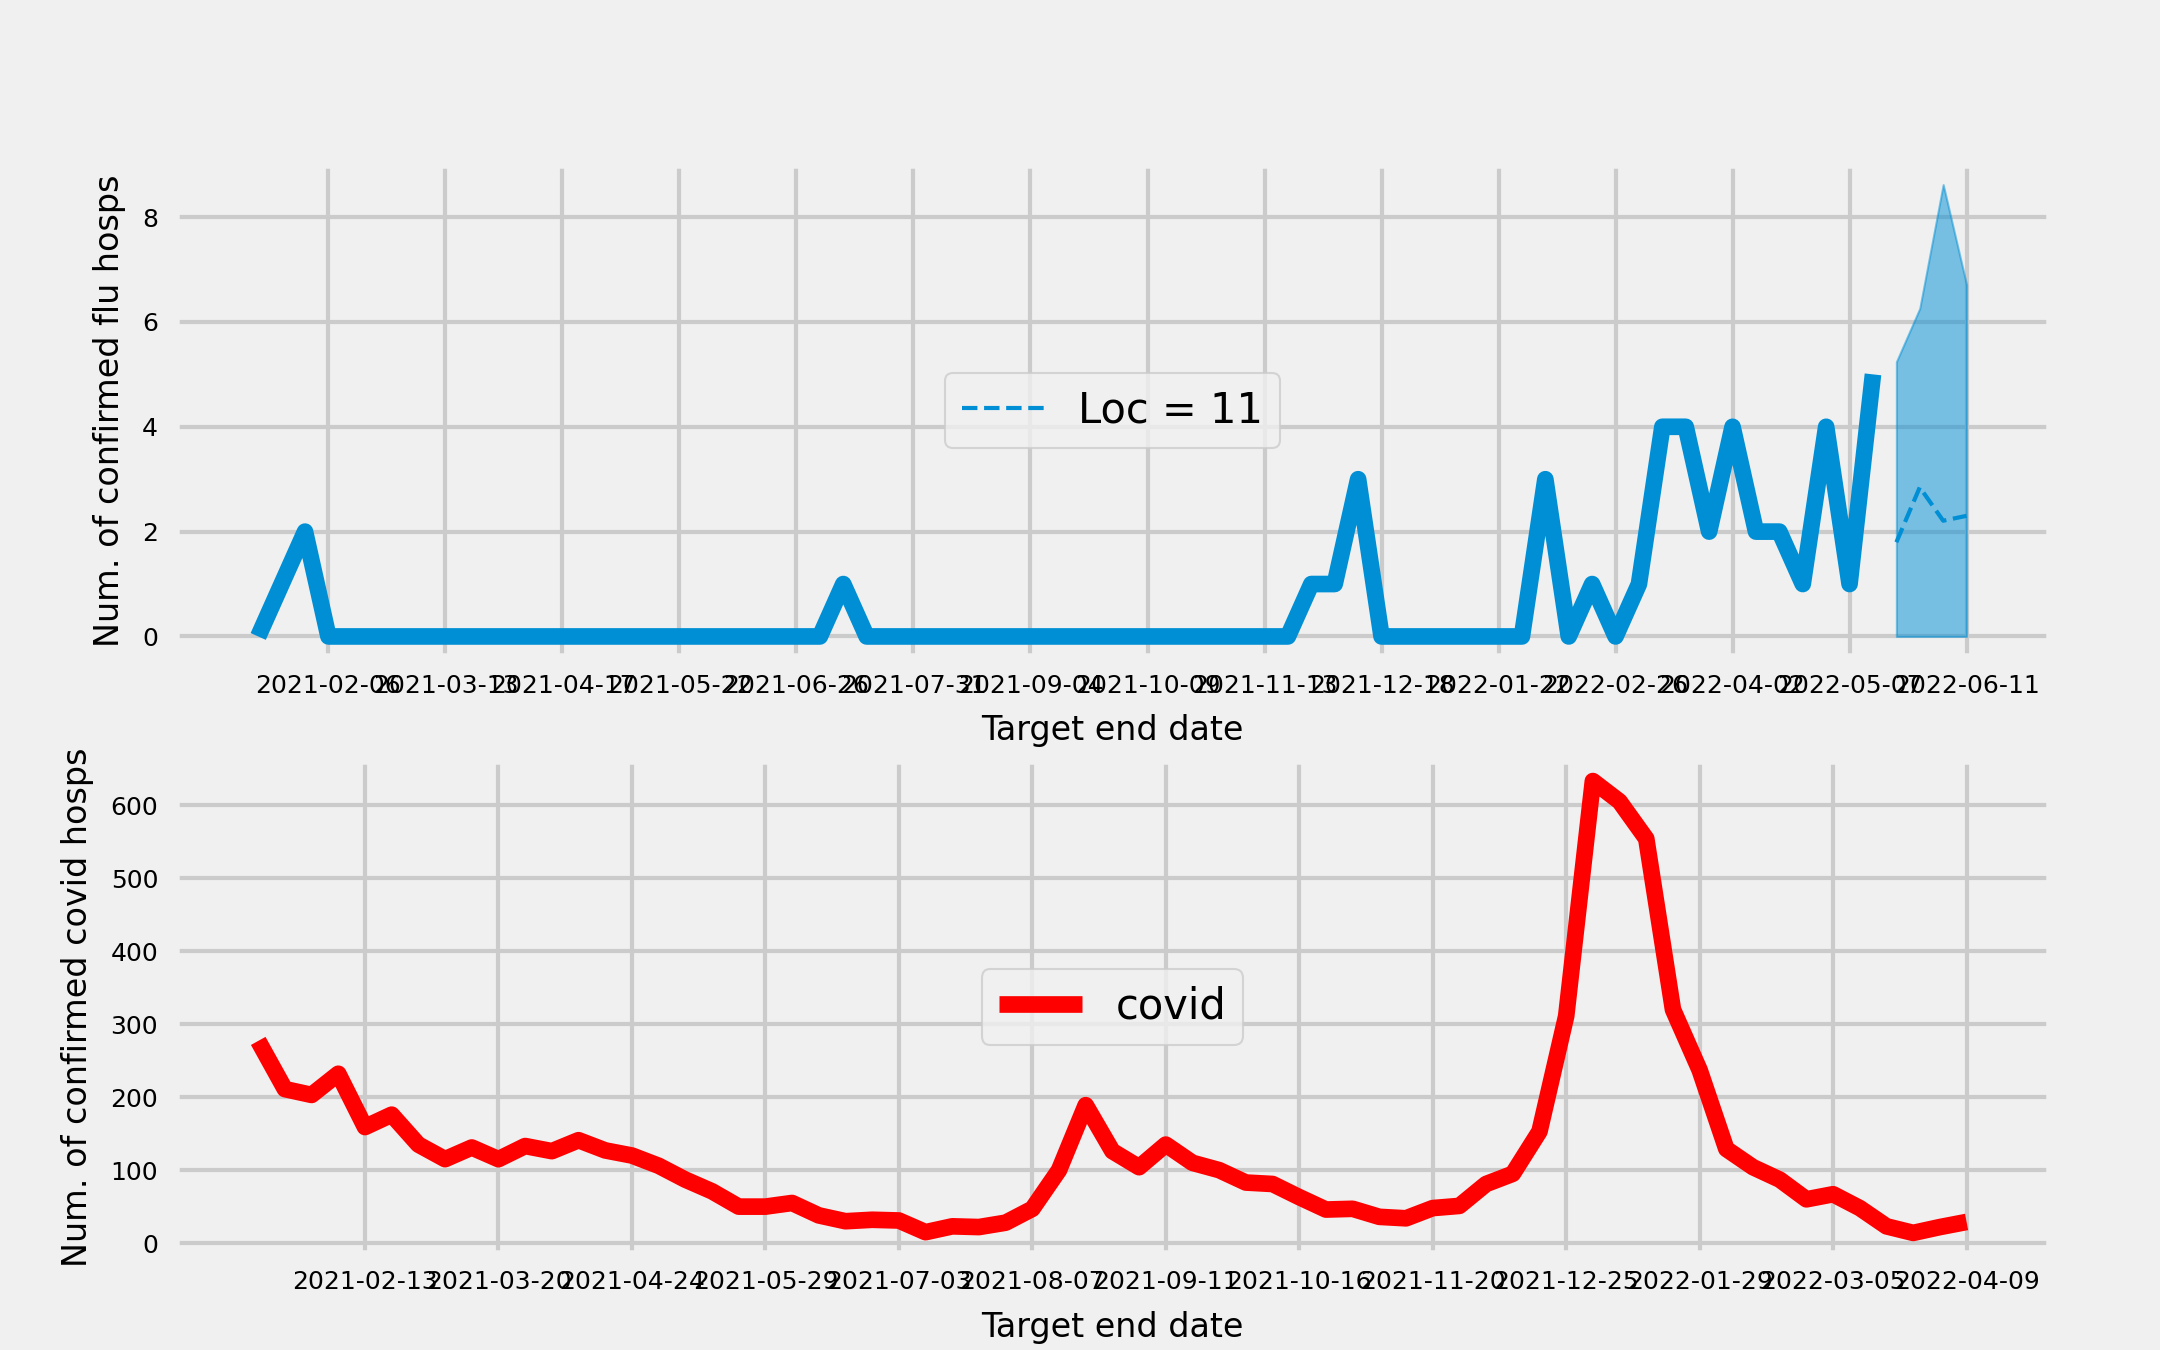 Num. of confirmed flu hosps
8
6
Loc = 11
4
2
0
2021-02-06 2021-03-13 2021-04-17 2021-05-22 2021-06-26 2021-07-31 2021-09-04 2021-10-09 2021-11-13 2021-12-18 2022-01-22 2022-02-26 2022-04-02 2022-05-07 2022-06-11
Target end date
Num. of confirmed covid hosps
600
500
400
300
covid
200
100
0
2021-02-13 2021-03-20 2021-04-24 2021-05-29 2021-07-03 2021-08-07 2021-09-11 2021-10-16 2021-11-20 2021-12-25 2022-01-29 2022-03-05 2022-04-09
Target end date